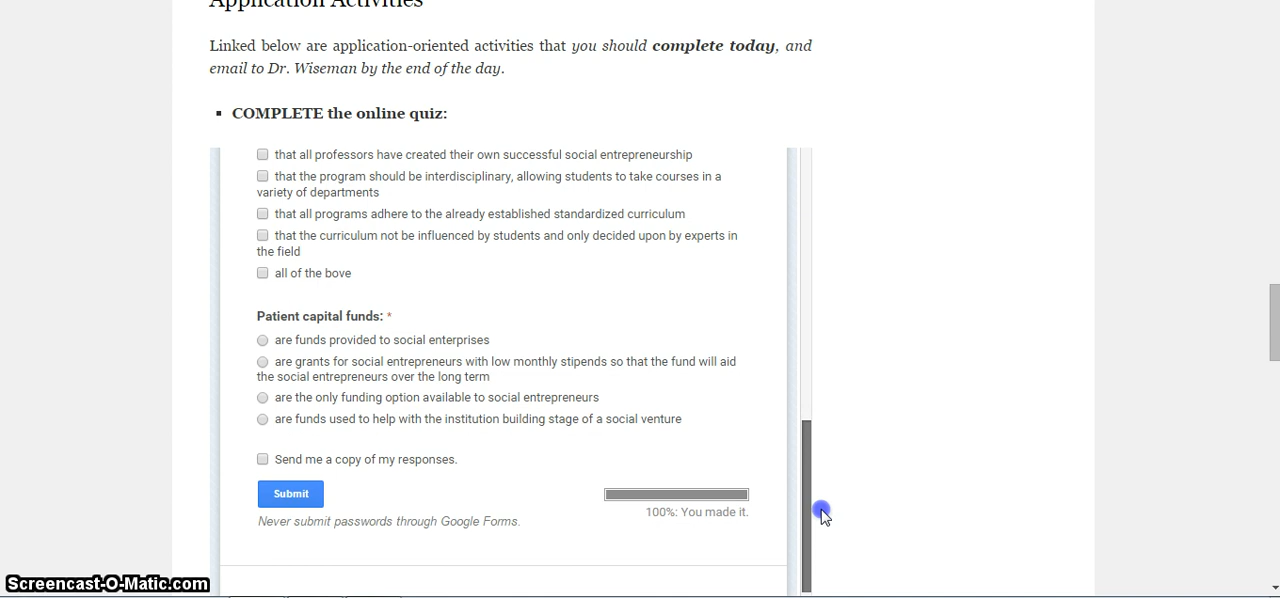 Application Activities
Linked below are application-oriented activities that you should complete today, and
email to Dr. Wiseman by the end of the day.
▪ COMPLETE the online quiz:
that all professors have created their own successful social entrepreneurship
that the program should be interdisciplinary, allowing students to take courses in a
variety of departments
that all programs adhere to the already established standardized curriculum
that the curriculum not be influenced by students and only decided upon by experts in
the field
all of the bove
Patient capital funds: *
are funds provided to social enterprises
are grants for social entrepreneurs with low monthly stipends so that the fund will aid
the social entrepreneurs over the long term
are the only funding option available to social entrepreneurs
are funds used to help with the institution building stage of a social venture
Send me a copy of my responses.
Submit
100%: You made it.
Never submit passwords through Google Forms.
Screencast-O-Matic.com